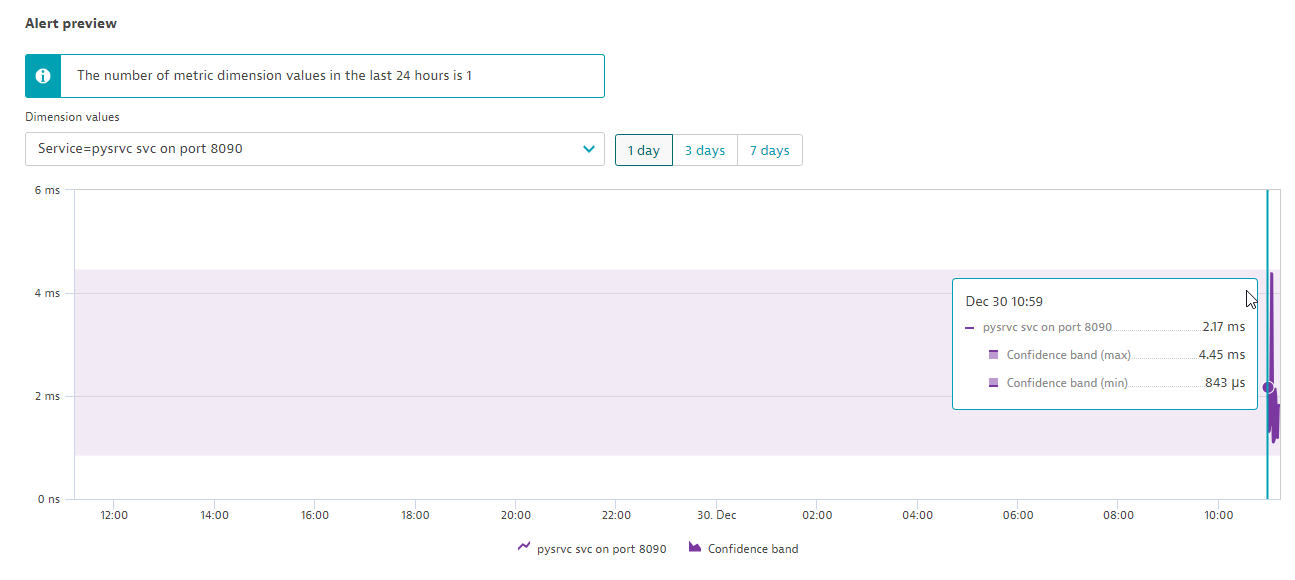 Alert preview
The number of metric dimension values in the last 24 hours is 1
Dimension values
Service=pysrvc svc on port 8090
1 day 3 days 7 days
6 ms
4 ms
2 ms
0 ns
Dec 30 10:59
pysrvc svc on port 8090 2.17 ms
Confidence band (max) 4.45 ms
Confidence band (min) 843 µs
12:00 14:00 16:00 18:00 20:00 22:00 30. Dec 02:00 04:00 06:00 08:00 10:00
pysrvc svc on port 8090 Confidence band